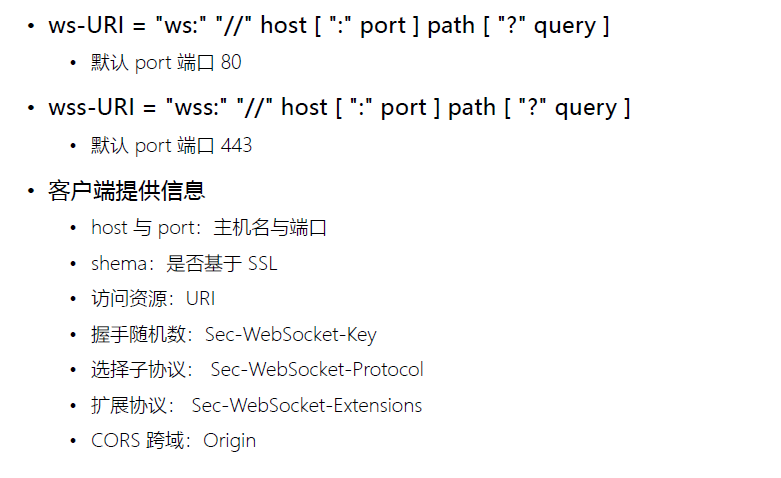 • ws-URI = "ws:" "//" host [ ":" port ] path [ "?" query ]
• 默认 port 端口 80
• wss-URI = "wss:" "//" host [ ":" port ] path [ "?" query ]
• 默认 port 端口 443
• 客户端提供信息
• host 与 port：主机名与端口
• shema：是否基于 SSL
• 访问资源：URI
• 握手随机数：Sec-WebSocket-Key
• 选择子协议： Sec-WebSocket-Protocol
• 扩展协议： Sec-WebSocket-Extensions
• CORS 跨域：Origin